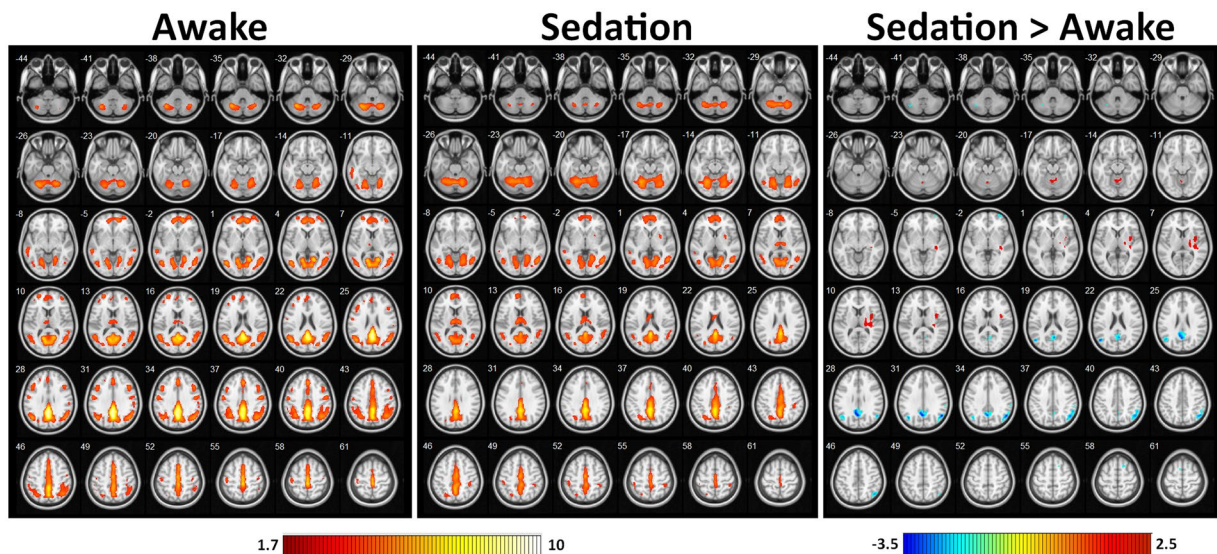 Awake Sedation Sedation > Awake
-44 -41 -38 -35 -32 -29 -44 -41 -38 -35 -32 -29 -44 -41 -38 -35 -32 -29
-26 -23 -20 -17 -14 -11 -26 -23 -20 -17 -14 -11 -26 -23 -20 -17 -14 -11
-8 -5 -2 1 4 7 -8 -5 -2 1 4 7 -8 -5 -2 1 4 7
10 13 16 19 22 25 10 13 16 19 22 25 10 13 16 19 22 25
28 31 34 37 40 43 28 31 34 37 40 43 28 31 34 37 40 43
46 49 52 55 58 61 46 49 52 55 58 61 46 49 52 55 58 61
1.7 10 -3.5 2.5